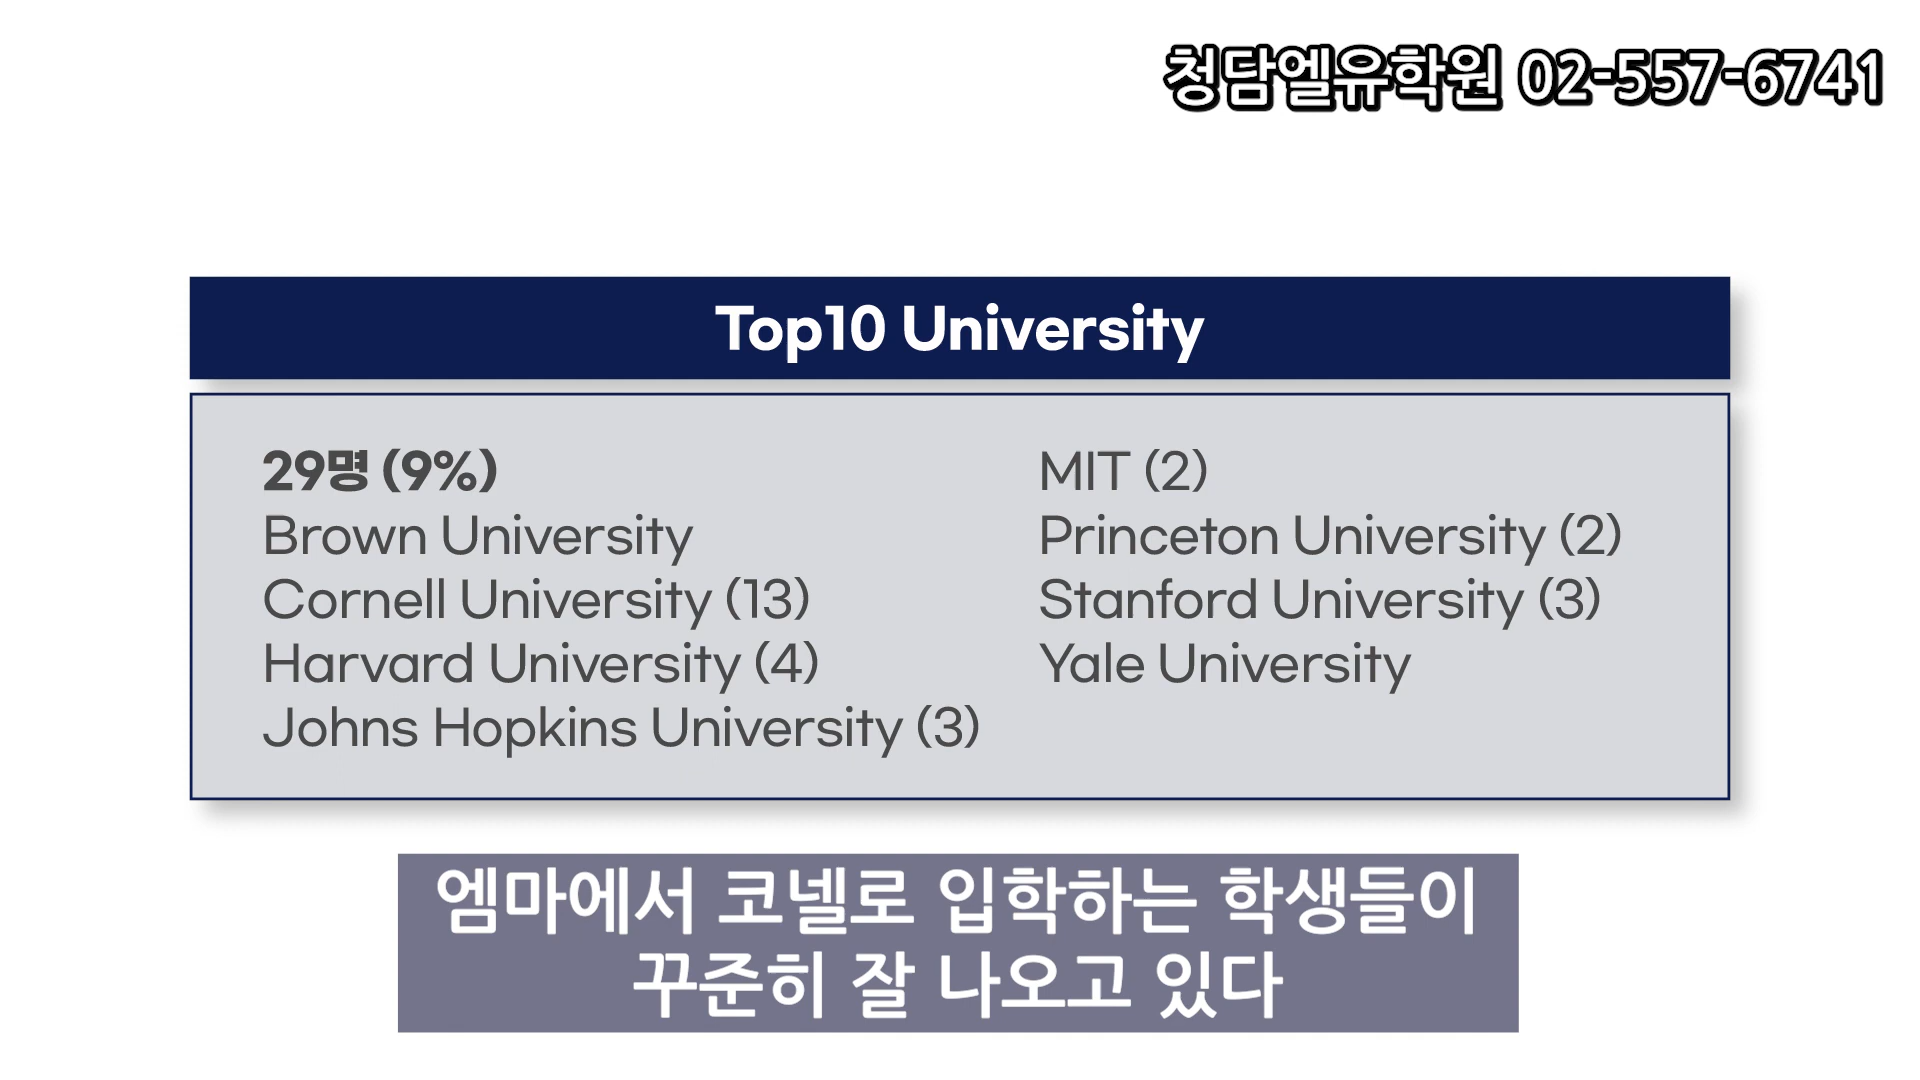 청담엘유학원 02-557-6741
Top10 University
29명 (9%)
Brown University
Cornell University (13)
Harvard University (4)
Johns Hopkins University (3)
MIT (2)
Princeton University (2)
Stanford University (3)
Yale University
엠마에서 코넬로 입학하는 학생들이
꾸준히 잘 나오고 있다